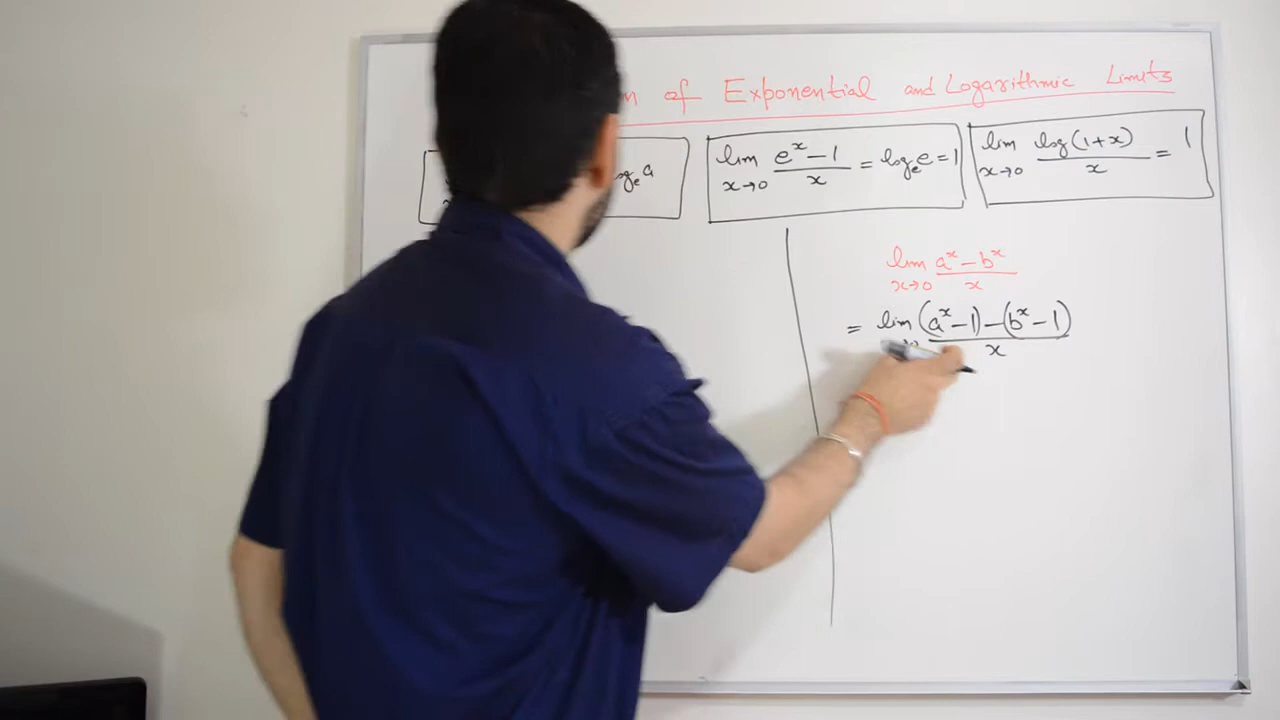 of Exponential and Logarithmic Limits
a
lim x→0 (e^x − 1)/x = log_e e = 1
lim x→0 log(1+x)/x = 1
lim x→0 (a^x − b^x)/x
= lim ((a^x − 1) − (b^x − 1))/x